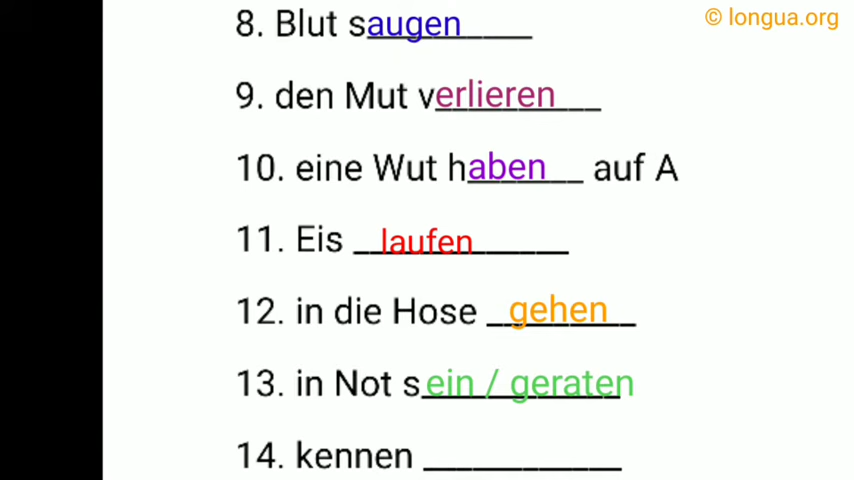 © longua.org
8. Blut saugen
9. den Mut verlieren
10. eine Wut haben auf A
11. Eis laufen
12. in die Hose gehen
13. in Not sein / geraten
14. kennen